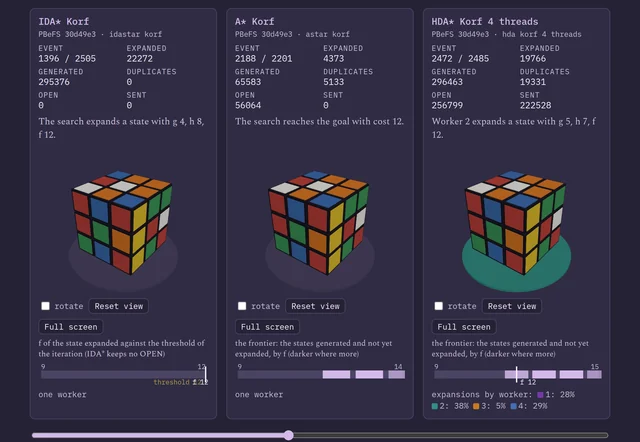 IDA* Korf
PBeFS 30d49e3 · idastar korf
EVENT EXPANDED
1396 / 2505 22272
GENERATED DUPLICATES
295376 0
OPEN SENT
0 0
The search expands a state with g 4, h 8,
f 12.
rotate Reset view
Full screen
f of the state expanded against the threshold of
the iteration (IDA* keeps no OPEN)
9 12
threshold 12
one worker
A* Korf
PBeFS 30d49e3 · astar korf
EVENT EXPANDED
2188 / 2201 4373
GENERATED DUPLICATES
65583 5133
OPEN SENT
56064 0
The search reaches the goal with cost 12.
rotate Reset view
Full screen
the frontier: the states generated and not yet
expanded, by f (darker where more)
9 14
one worker
HDA* Korf 4 threads
PBeFS 30d49e3 · hda korf 4 threads
EVENT EXPANDED
2472 / 2485 19766
GENERATED DUPLICATES
296463 19331
OPEN SENT
256799 222528
Worker 2 expands a state with g 5, h 7, f
12.
rotate Reset view
Full screen
the frontier: the states generated and not yet
expanded, by f (darker where more)
9 15
f 12
expansions by worker: 1: 28%
2: 38% 3: 5% 4: 29%